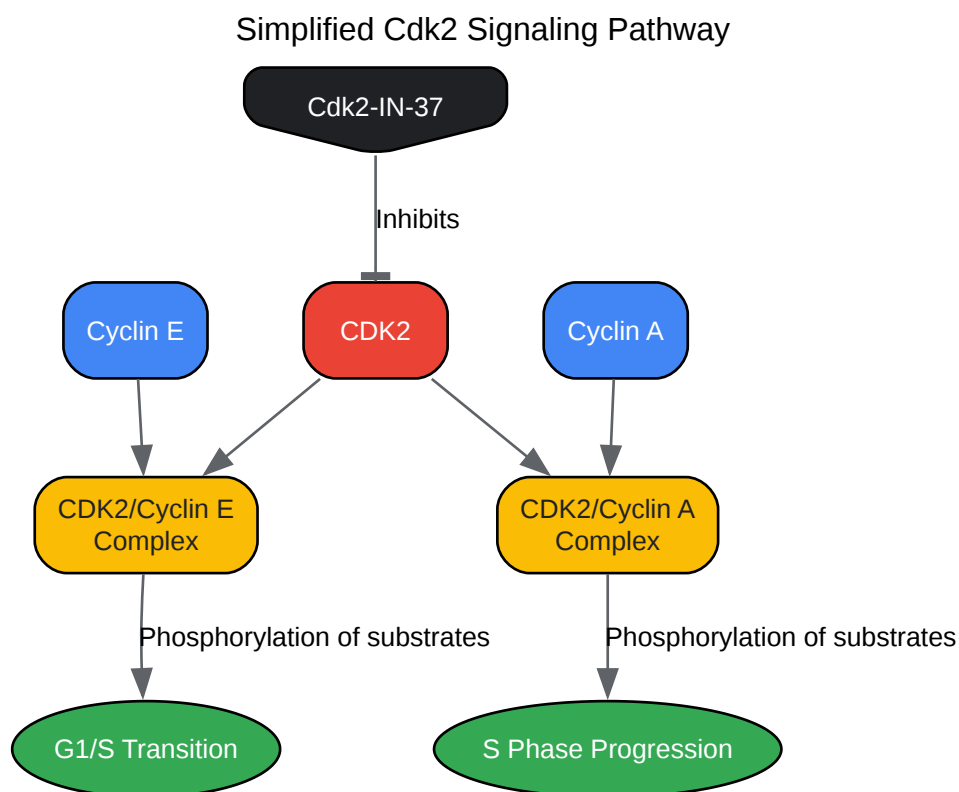 Simplified Cdk2 Signaling Pathway
Cdk2-IN-37
Inhibits
Cyclin E
CDK2
Cyclin A
CDK2/Cyclin E
Complex
CDK2/Cyclin A
Complex
Phosphorylation of substrates
Phosphorylation of substrates
G1/S Transition
S Phase Progression